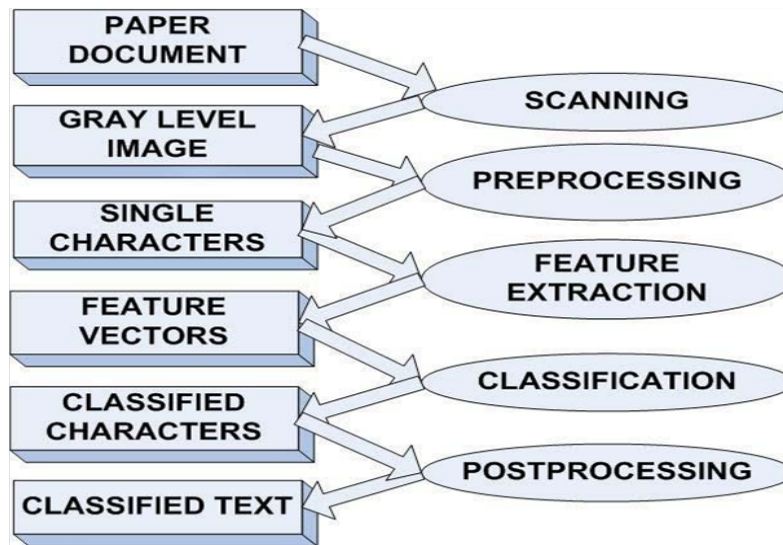 PAPER
DOCUMENT
SCANNING
GRAY LEVEL
IMAGE
PREPROCESSING
SINGLE
CHARACTERS
FEATURE
EXTRACTION
FEATURE
VECTORS
CLASSIFICATION
CLASSIFIED
CHARACTERS
POSTPROCESSING
CLASSIFIED TEXT